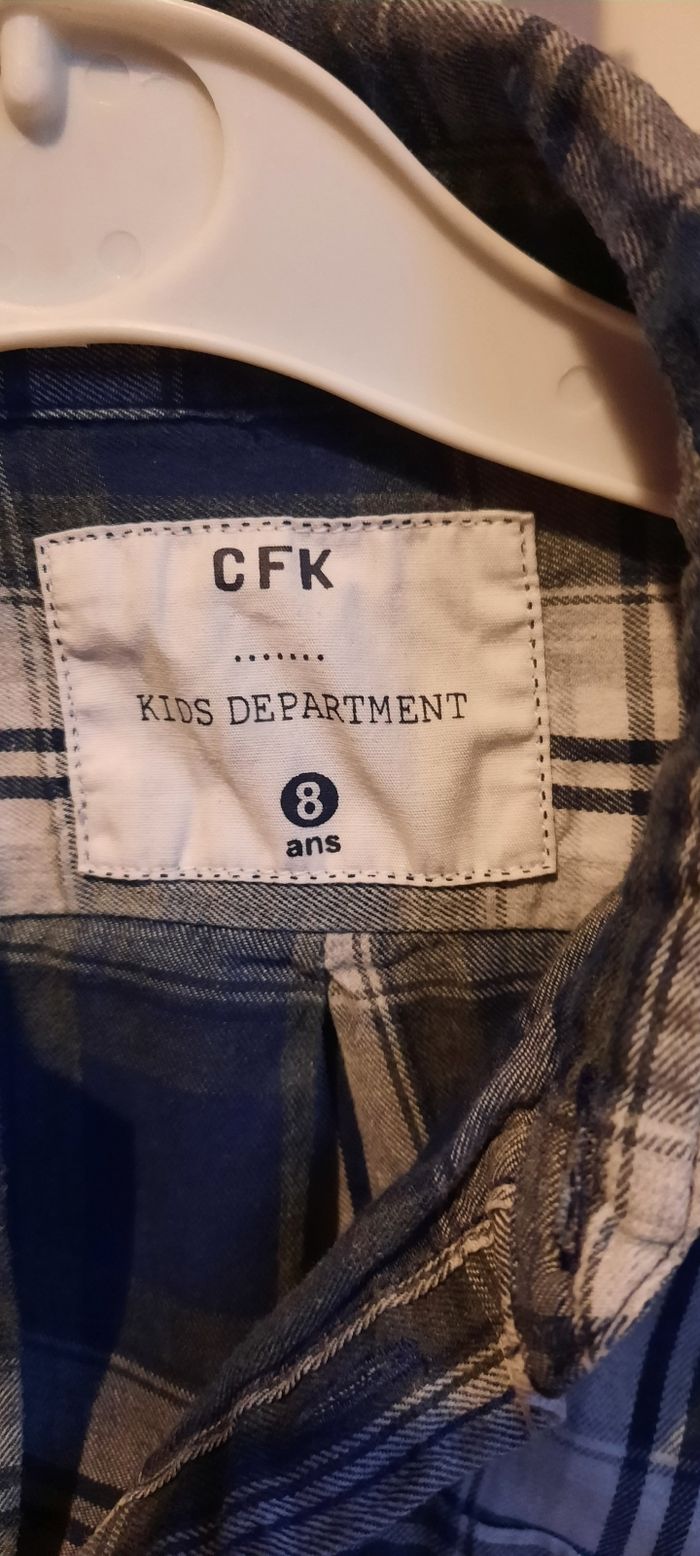 CFK
.......
KIDS DEPARTMENT
8
ans